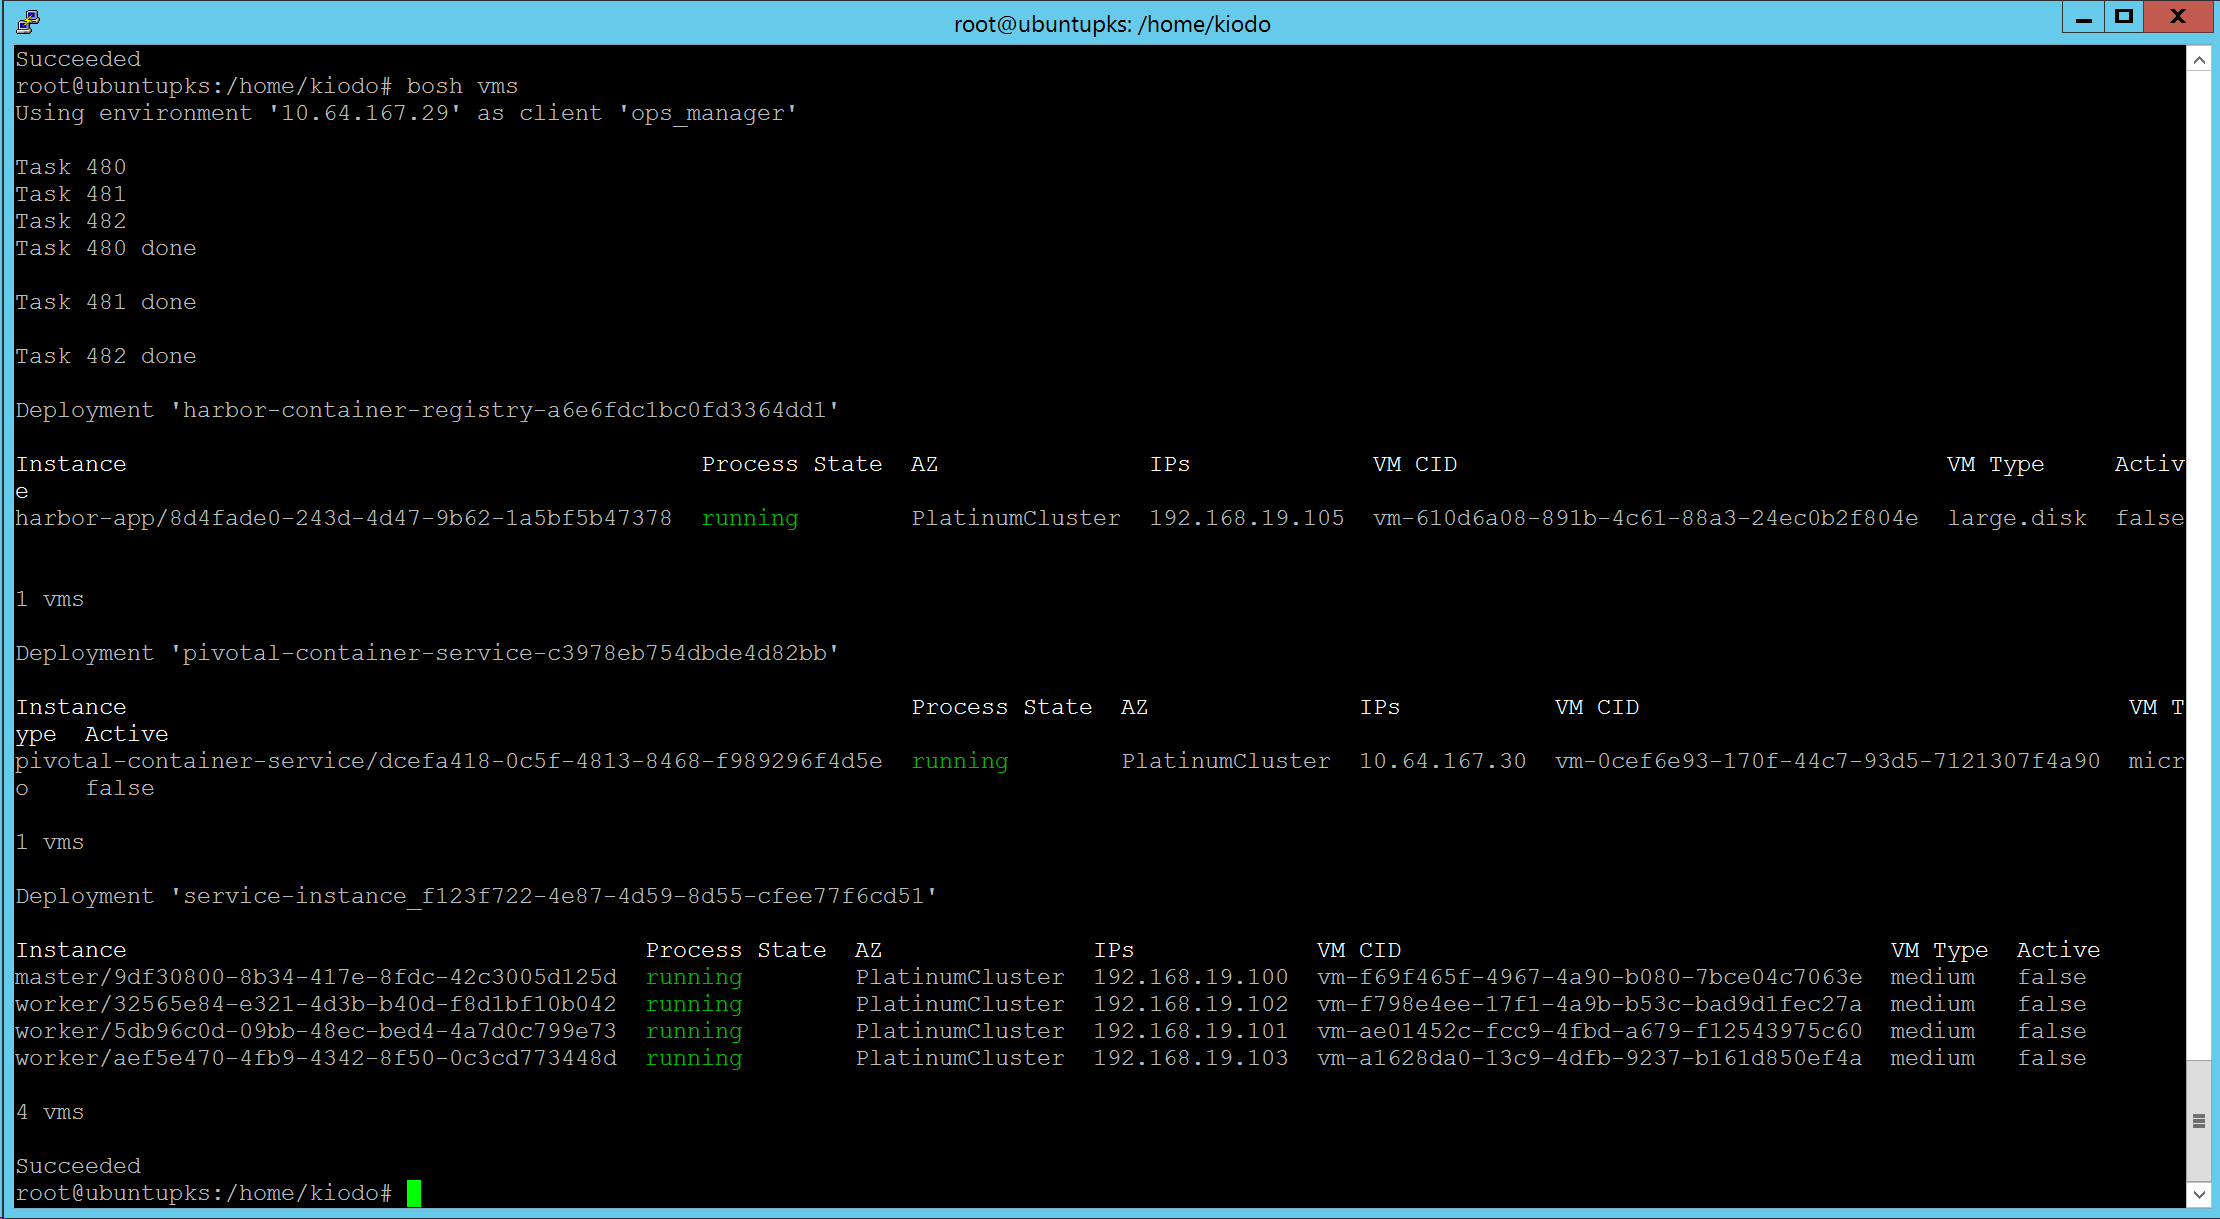 root@ubuntupks: /home/kiodo
Succeeded
root@ubuntupks:/home/kiodo# bosh vms
Using environment '10.64.167.29' as client 'ops_manager'
Task 480
Task 481
Task 482
Task 480 done
Task 481 done
Task 482 done
Deployment 'harbor-container-registry-a6e6fdc1bc0fd3364dd1'
Instance Process State AZ IPs VM CID VM Type Activ
e
harbor-app/8d4fade0-243d-4d47-9b62-1a5bf5b47378 running PlatinumCluster 192.168.19.105 vm-610d6a08-891b-4c61-88a3-24ec0b2f804e large.disk false
1 vms
Deployment 'pivotal-container-service-c3978eb754dbde4d82bb'
Instance Process State AZ IPs VM CID VM T
ype Active
pivotal-container-service/dcefa418-0c5f-4813-8468-f989296f4d5e running PlatinumCluster 10.64.167.30 vm-0cef6e93-170f-44c7-93d5-7121307f4a90 micr
o false
1 vms
Deployment 'service-instance_f123f722-4e87-4d59-8d55-cfee77f6cd51'
Instance Process State AZ IPs VM CID VM Type Active
master/9df30800-8b34-417e-8fdc-42c3005d125d running PlatinumCluster 192.168.19.100 vm-f69f465f-4967-4a90-b080-7bce04c7063e medium false
worker/32565e84-e321-4d3b-b40d-f8d1bf10b042 running PlatinumCluster 192.168.19.102 vm-f798e4ee-17f1-4a9b-b53c-bad9d1fec27a medium false
worker/5db96c0d-09bb-48ec-bed4-4a7d0c799e73 running PlatinumCluster 192.168.19.101 vm-ae01452c-fcc9-4fbd-a679-f12543975c60 medium false
worker/aef5e470-4fb9-4342-8f50-0c3cd773448d running PlatinumCluster 192.168.19.103 vm-a1628da0-13c9-4dfb-9237-b161d850ef4a medium false
4 vms
Succeeded
root@ubuntupks:/home/kiodo#